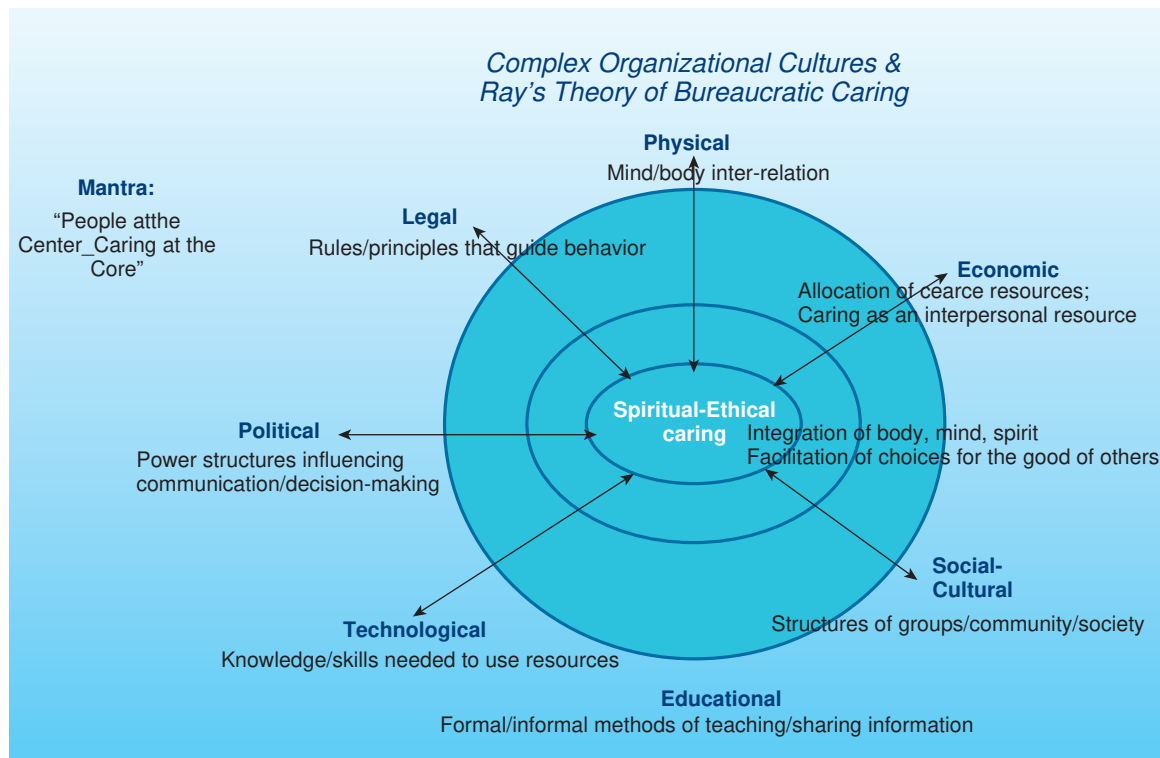 Complex Organizational Cultures &
Ray's Theory of Bureaucratic Caring
Physical
Mind/body inter-relation
Mantra:
“People atthe
Center_Caring at the
Core”
Legal
Rules/principles that guide behavior
Economic
Allocation of cearce resources;
Caring as an interpersonal resource
Spiritual-Ethical
caring
Integration of body, mind, spirit
Facilitation of choices for the good of others
Political
Power structures influencing
communication/decision-making
Social-
Cultural
Structures of groups/community/society
Technological
Knowledge/skills needed to use resources
Educational
Formal/informal methods of teaching/sharing information